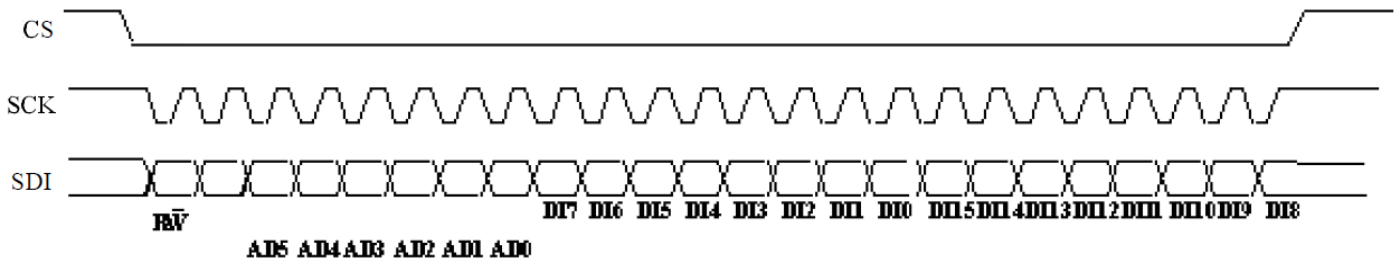 CS
SCK
SDI
R/W̅
DI7 DI6 DI5 DI4 DI3 DI2 DI1 DI0 DI15 DI14 DI13 DI12 DI11 DI10 DI9 DI8
AD5 AD4 AD3 AD2 AD1 AD0